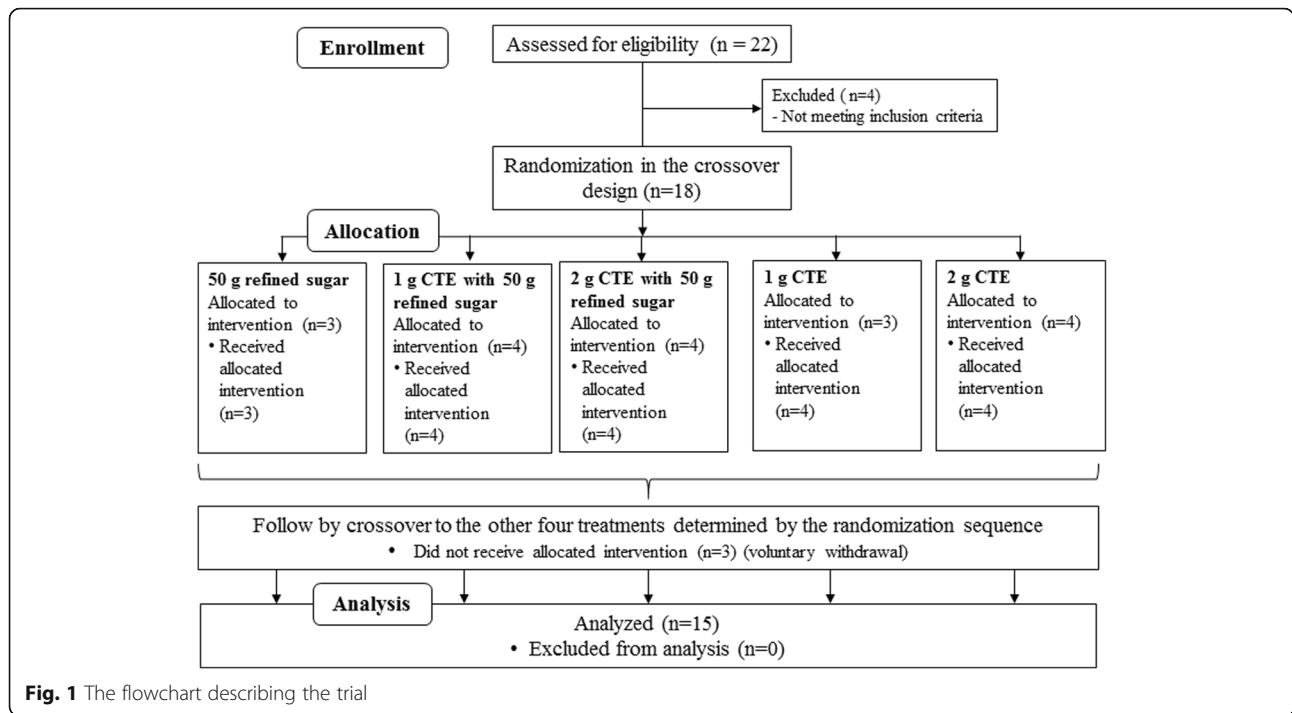 Enrollment
Assessed for eligibility (n = 22)
Excluded ( n=4)
- Not meeting inclusion criteria
Randomization in the crossover
design (n=18)
Allocation
50 g refined sugar
Allocated to
intervention (n=3)
• Received
allocated
intervention
(n=3)
1 g CTE with 50 g
refined sugar
Allocated to
intervention (n=4)
• Received
allocated
intervention
(n=4)
2 g CTE with 50 g
refined sugar
Allocated to
intervention (n=4)
• Received
allocated
intervention
(n=4)
1 g CTE
Allocated to
intervention (n=3)
• Received
allocated
intervention
(n=4)
2 g CTE
Allocated to
intervention (n=4)
• Received
allocated
intervention
(n=4)
Follow by crossover to the other four treatments determined by the randomization sequence
• Did not receive allocated intervention (n=3) (voluntary withdrawal)
Analysis
Analyzed (n=15)
• Excluded from analysis (n=0)
Fig. 1 The flowchart describing the trial